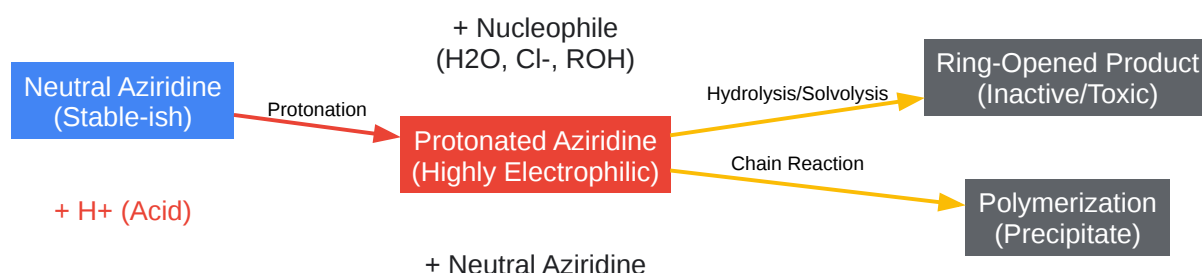 + Nucleophile
(H2O, Cl-, ROH)
Neutral Aziridine
(Stable-ish)
Protonation
Protonated Aziridine
(Highly Electrophilic)
Hydrolysis/Solvolysis
Ring-Opened Product
(Inactive/Toxic)
Chain Reaction
Polymerization
(Precipitate)
+ H+ (Acid)
+ Neutral Aziridine